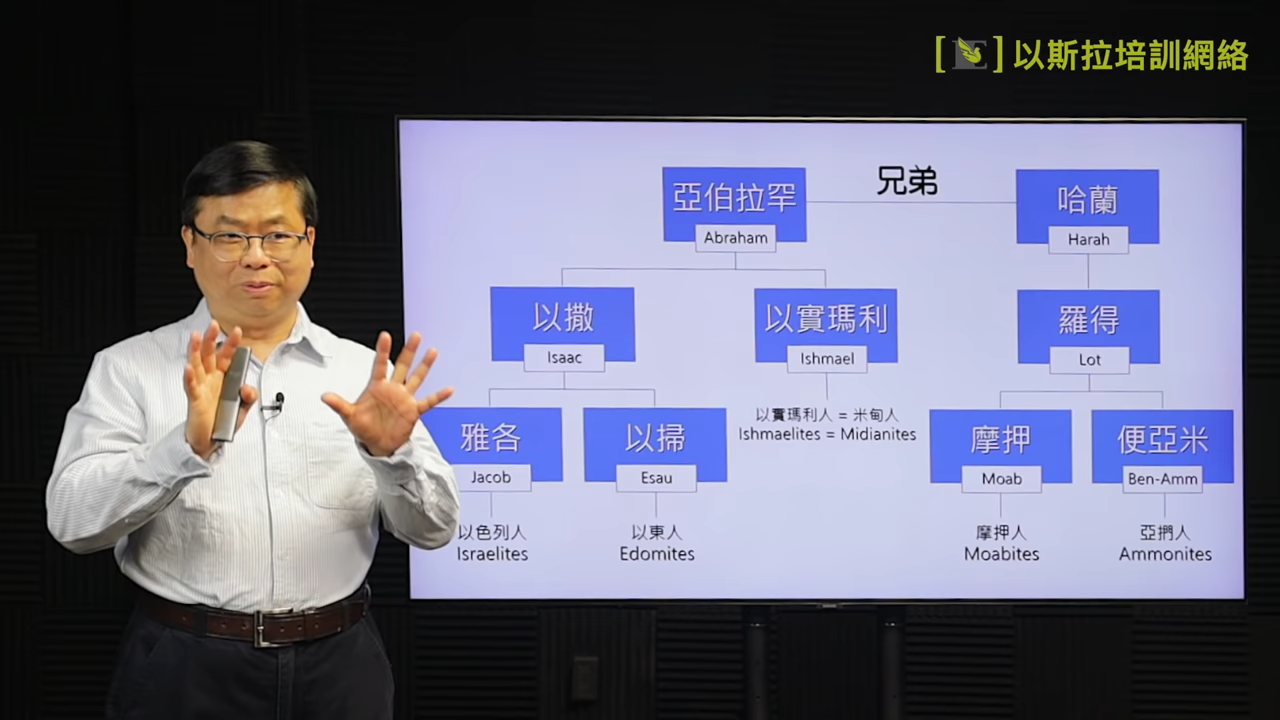 以斯拉培訓網絡
兄弟
亞伯拉罕
Abraham
哈蘭
Harah
以撒
Isaac
以實瑪利
Ishmael
羅得
Lot
以實瑪利人 = 米甸人
Ishmaelites = Midianites
雅各
Jacob
以掃
Esau
摩押
Moab
便亞米
Ben-Amm
以色列人
Israelites
以東人
Edomites
摩押人
Moabites
亞捫人
Ammonites